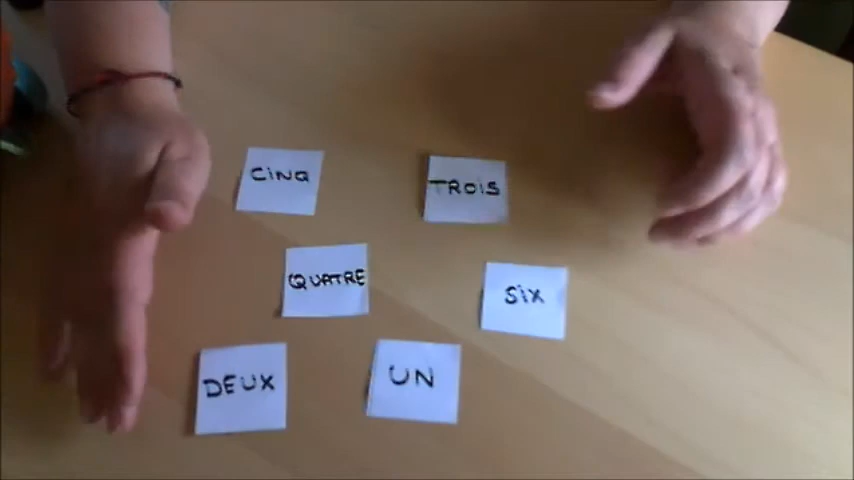 CINQ
TROIS
QUATRE
SIX
DEUX
UN